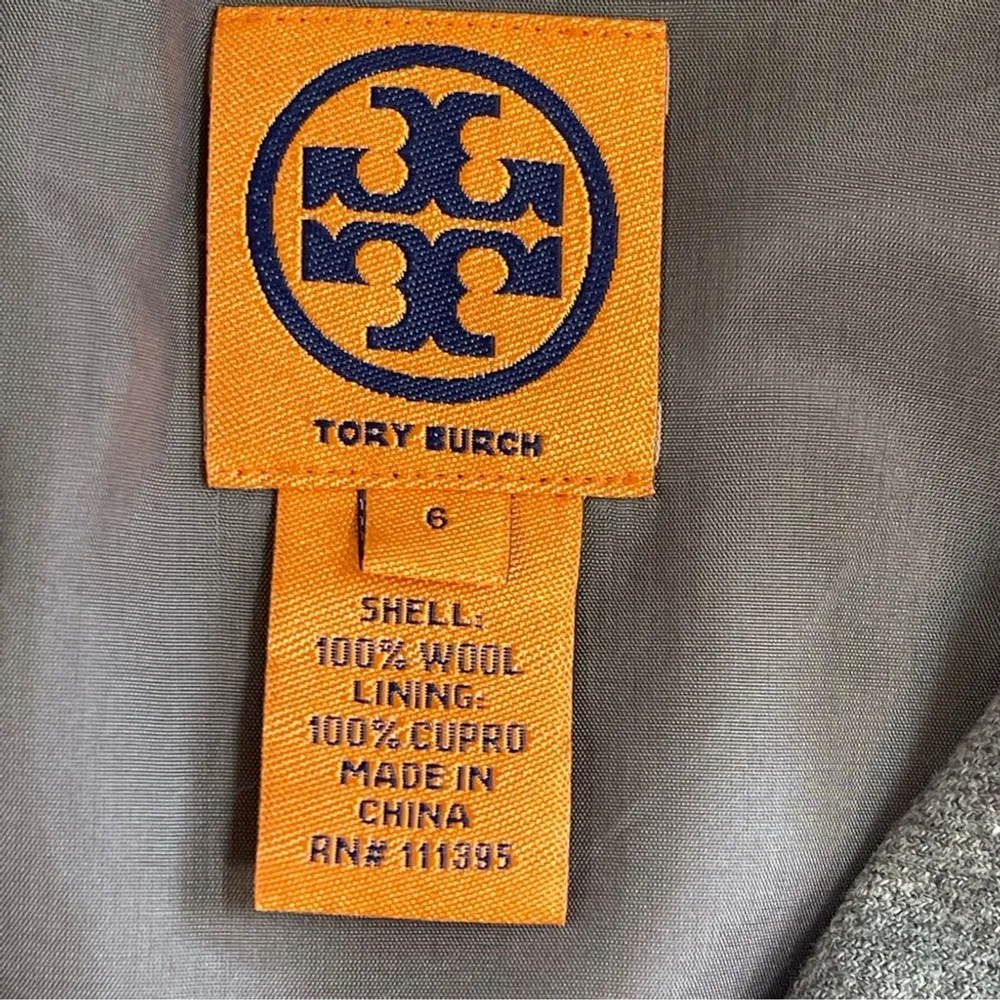 TORY BURCH
6
SHELL:
100% WOOL
LINING:
100% CUPRO
MADE IN
CHINA
RN# 111395